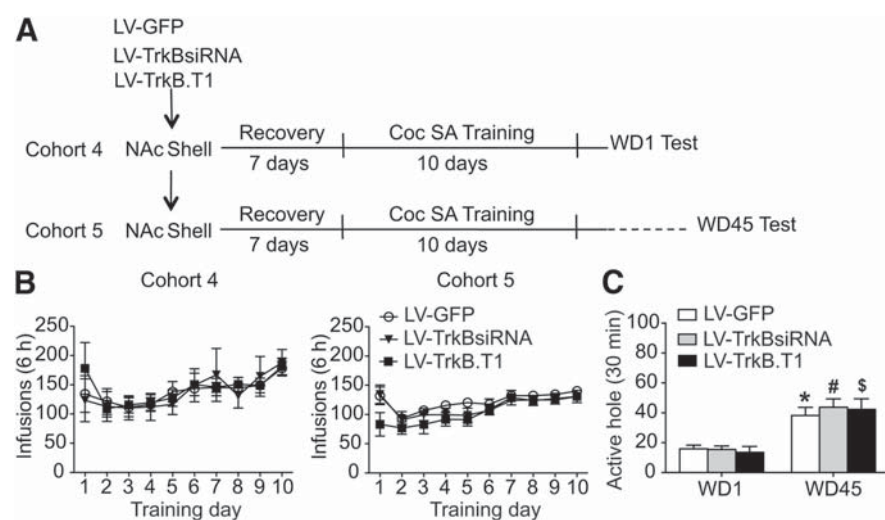 A
LV-GFP
LV-TrkBsiRNA
LV-TrkB.T1
Cohort 4 NAc Shell Recovery 7 days Coc SA Training 10 days WD1 Test
Cohort 5 NAc Shell Recovery 7 days Coc SA Training 10 days WD45 Test
B
Cohort 4
Infusions (6 h)
250
200
150
100
50
0
1 2 3 4 5 6 7 8 9 10
Training day
Cohort 5
LV-GFP
LV-TrkBsiRNA
LV-TrkB.T1
Infusions (6 h)
250
200
150
100
50
0
1 2 3 4 5 6 7 8 9 10
Training day
C
LV-GFP
LV-TrkBsiRNA
LV-TrkB.T1
Active hole (30 min)
100
80
60
40
20
0
* # $
WD1 WD45